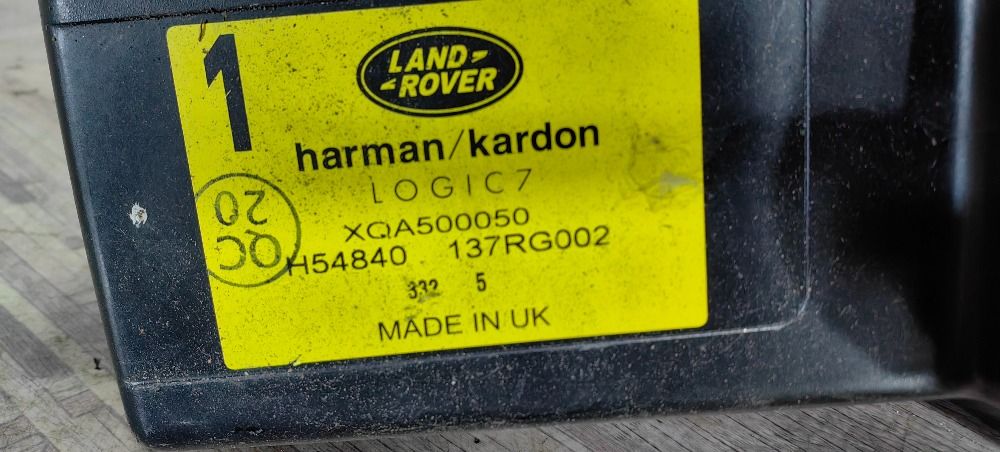 1
LAND
ROVER
harman/kardon
LOGIC7
XQA500050
H54840 137RG002
332 5
MADE IN UK
QC
20